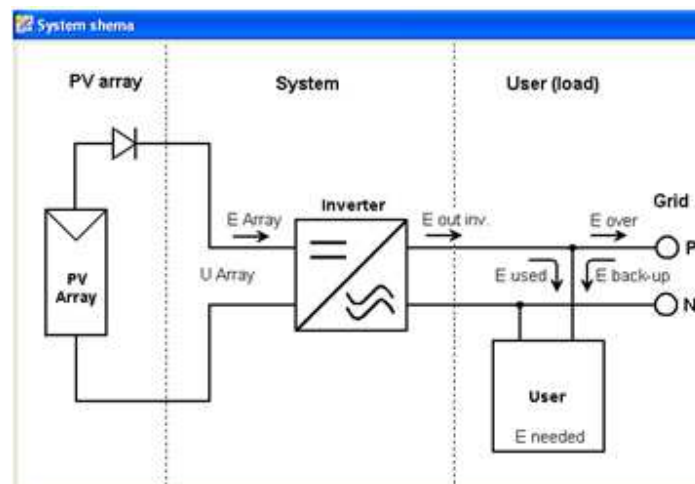 System shema
PV array
System
User (load)
Inverter
Grid
E Array
E out inv.
E over
P
U Array
E used
E back-up
PV
Array
N
User
E needed